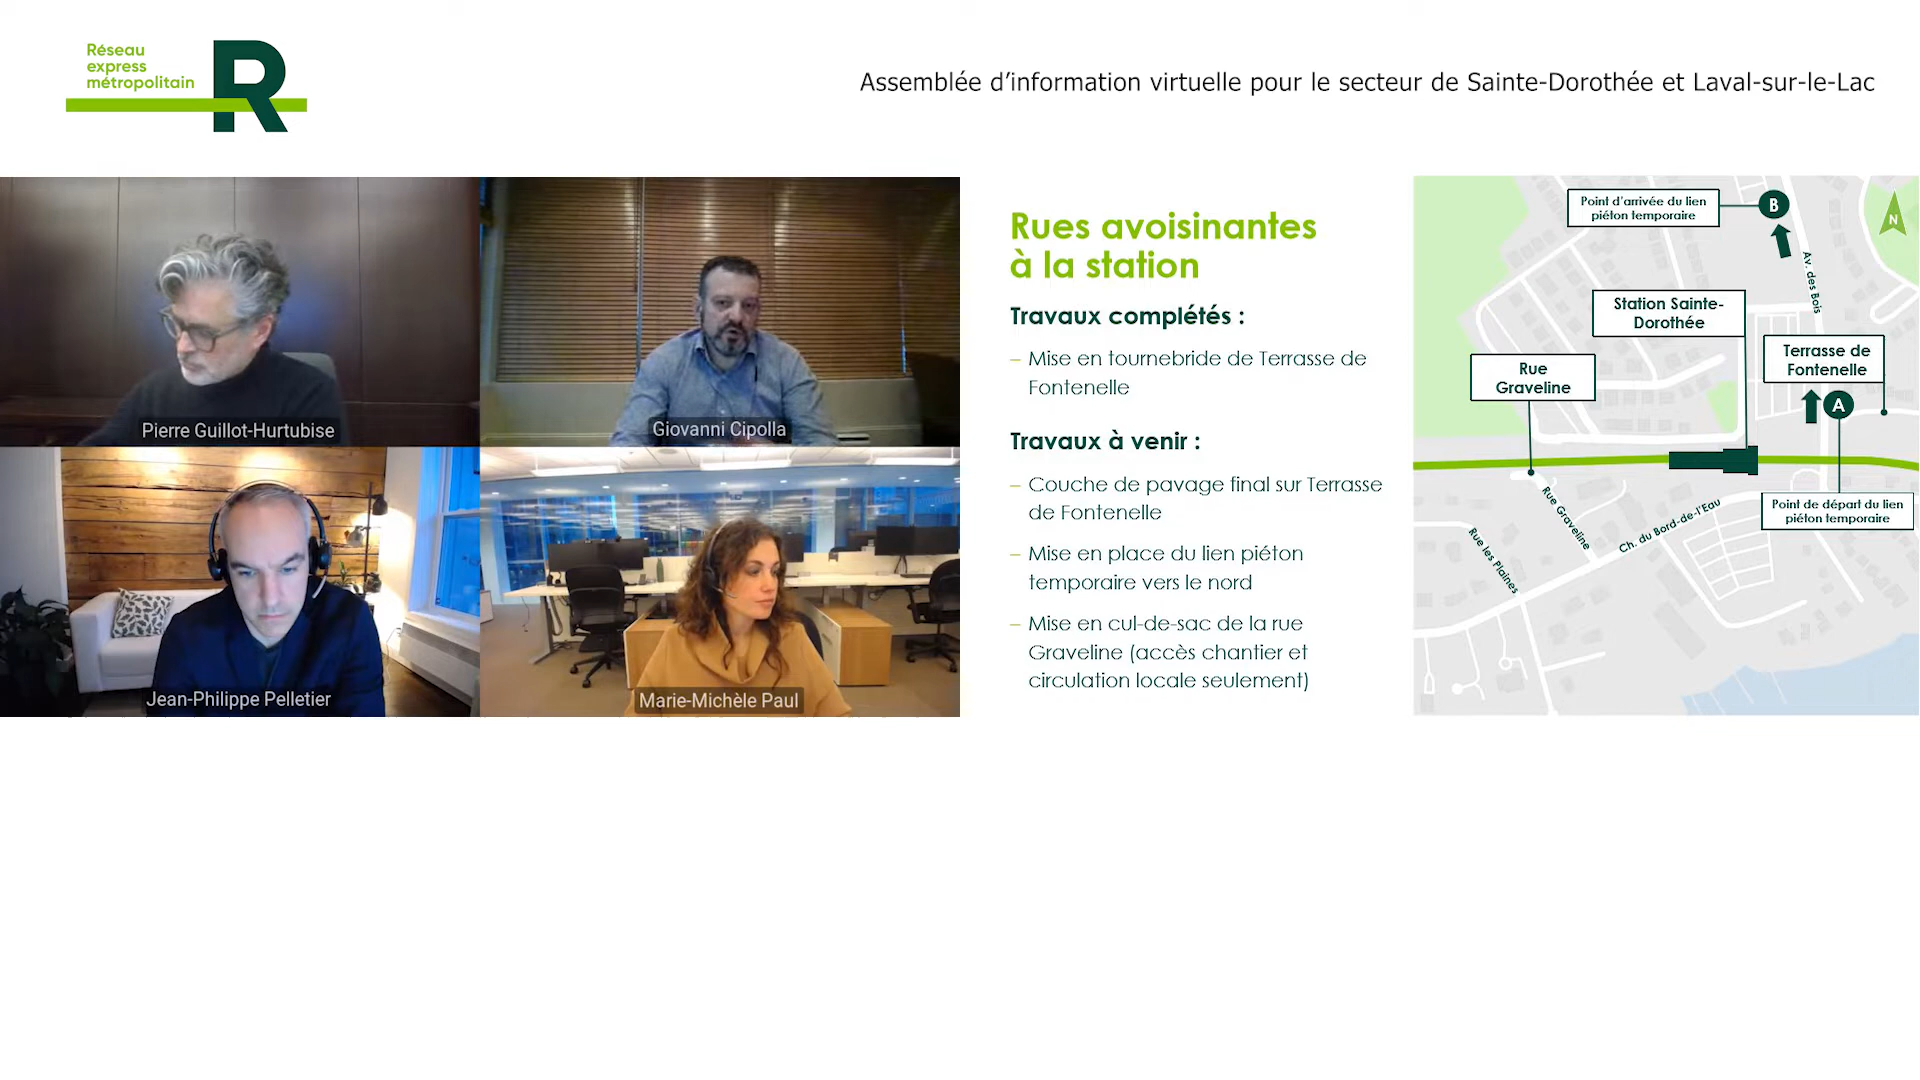 Réseau
express
métropolitain
R
Assemblée d'information virtuelle pour le secteur de Sainte-Dorothée et Laval-sur-le-Lac
Pierre Guillot-Hurtubise
Giovanni Cipolla
Jean-Philippe Pelletier
Marie-Michèle Paul
Rues avoisinantes
à la station
Travaux complétés :
– Mise en tournebride de Terrasse de
Fontenelle
Travaux à venir :
– Couche de pavage final sur Terrasse
de Fontenelle
– Mise en place du lien piéton
temporaire vers le nord
– Mise en cul-de-sac de la rue
Graveline (accès chantier et
circulation locale seulement)
Point d'arrivée du lien
piéton temporaire
B
N
Av. des Bois
Station Sainte-
Dorothée
Terrasse de
Fontenelle
Rue
Graveline
A
Point de départ du lien
piéton temporaire
Rue Graveline
Ch. du Bord-de-l'Eau
Rue les Plaines